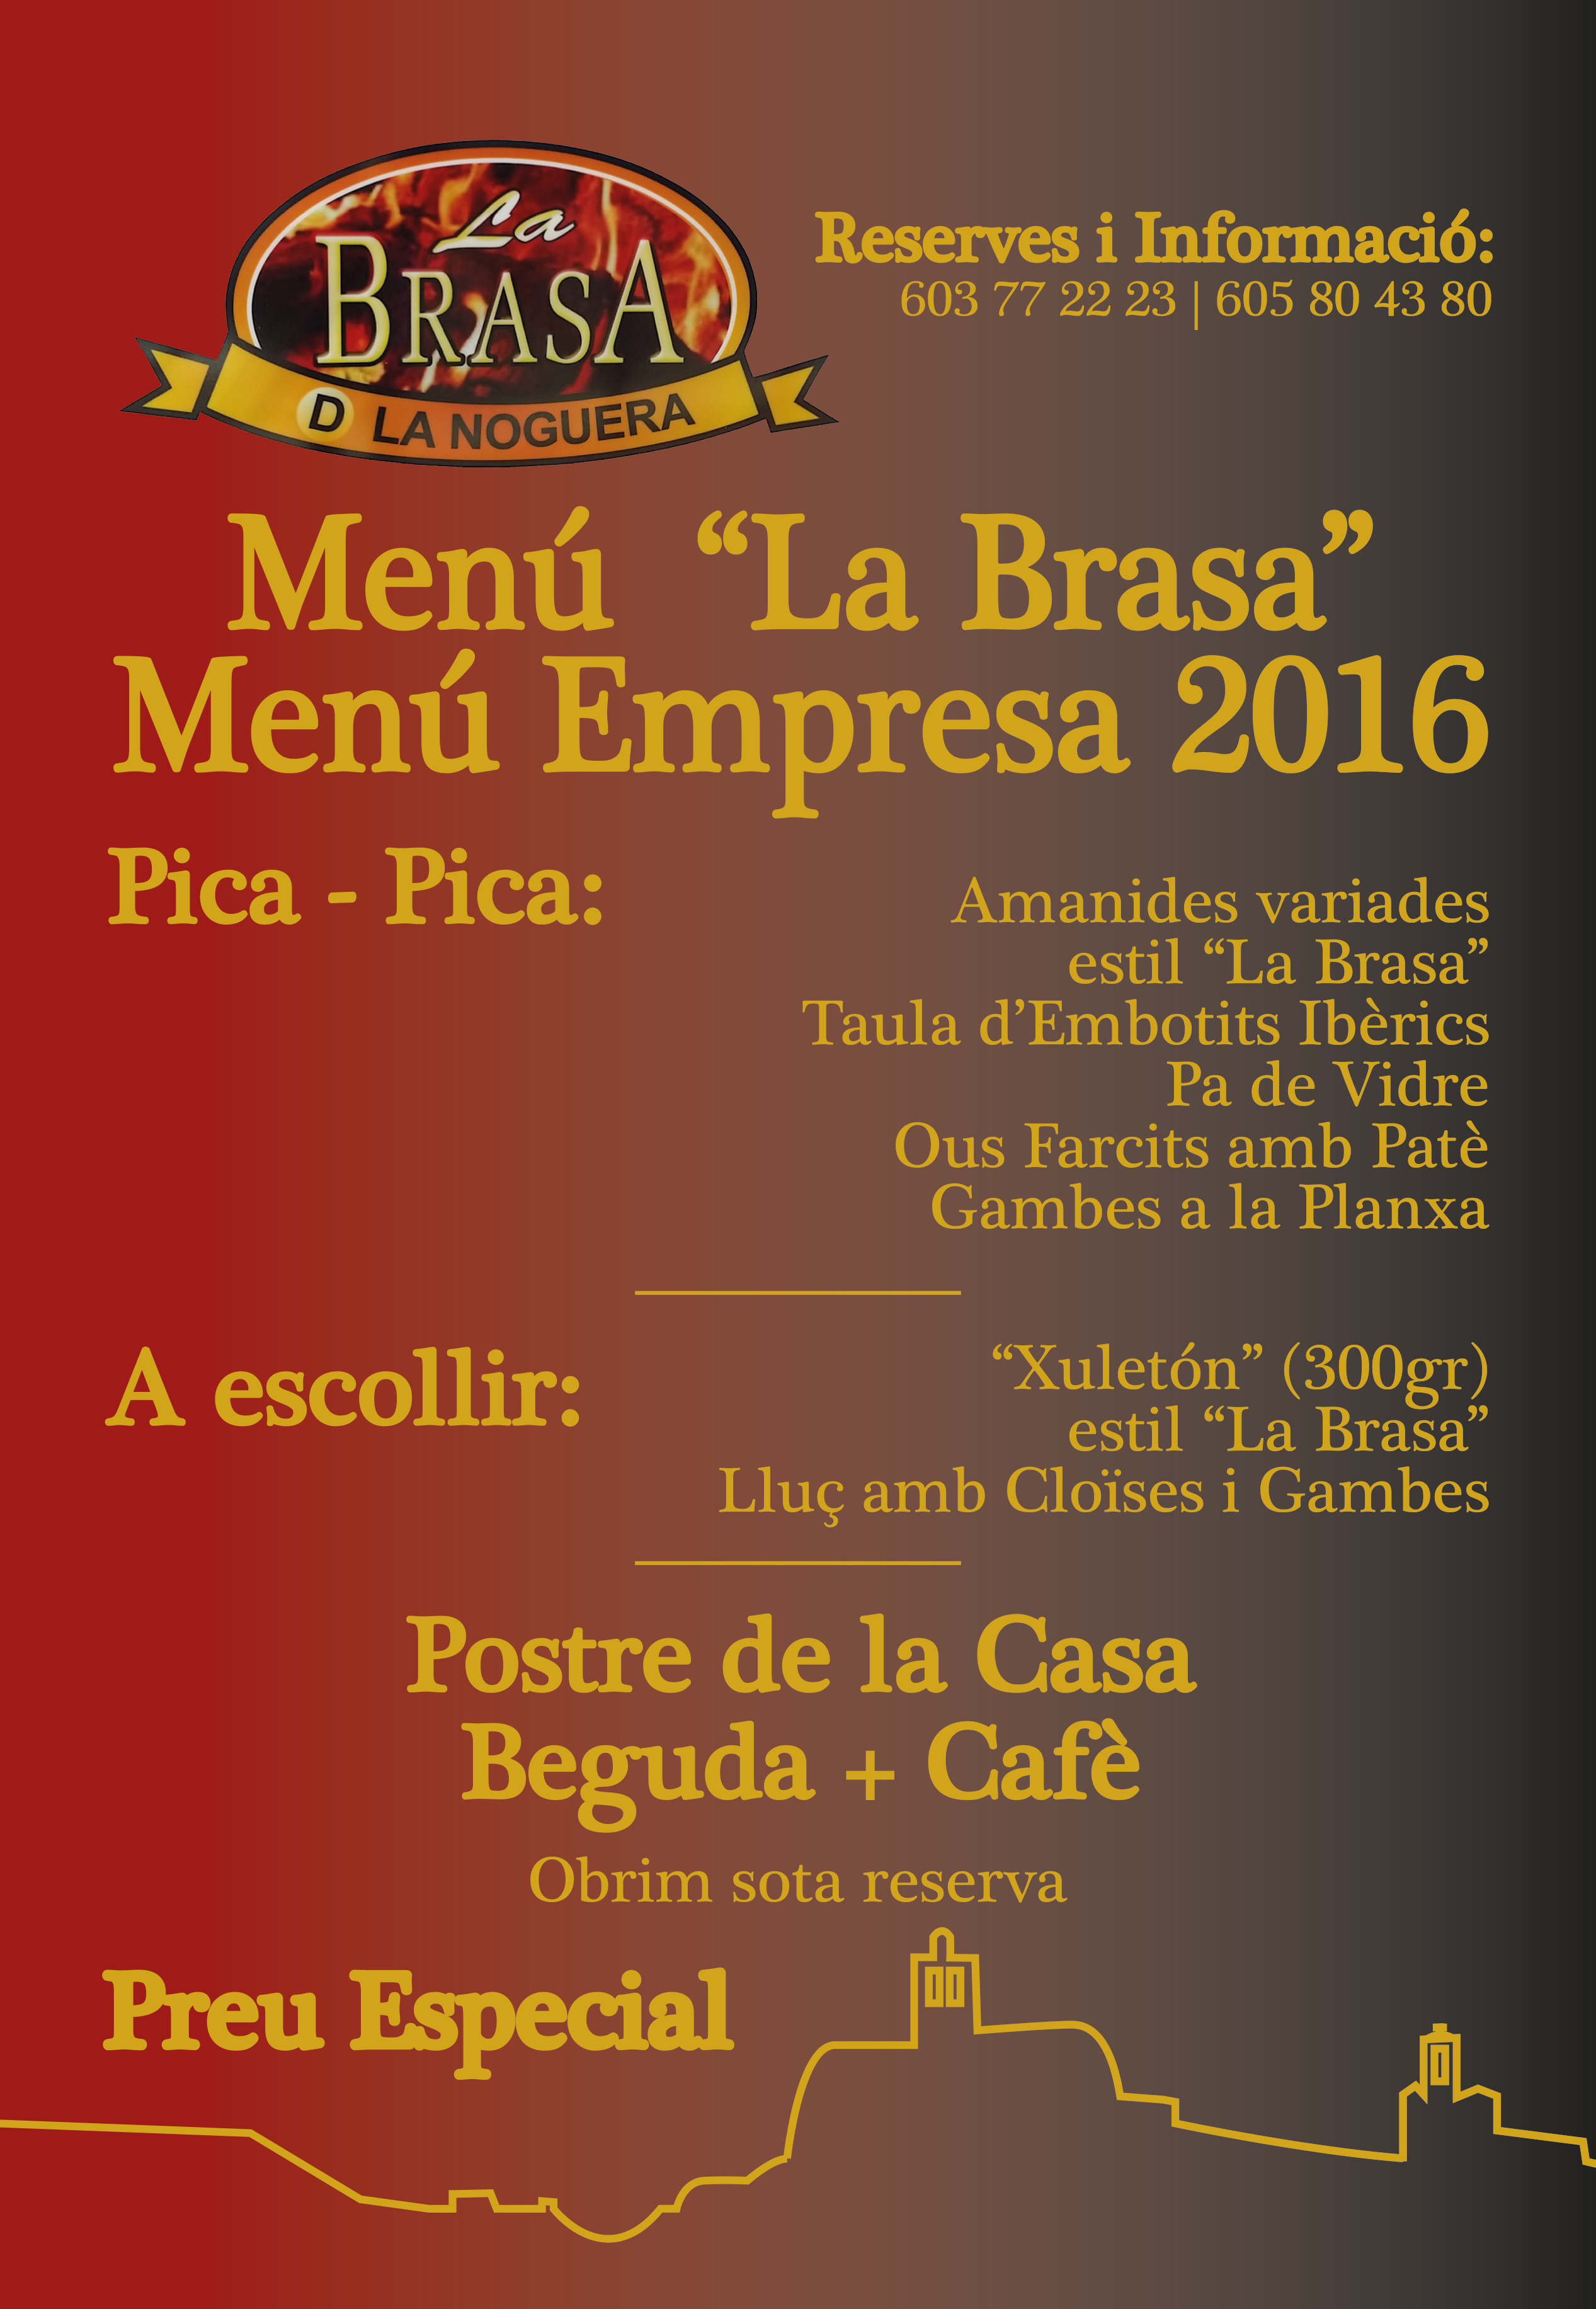 La
BRASA
D LA NOGUERA
Reserves i Informació:
603 77 22 23 | 605 80 43 80
Menú “La Brasa”
Menú Empresa 2016
Pica - Pica:
Amanides variades
estil “La Brasa”
Taula d’Embotits Ibèrics
Pa de Vidre
Ous Farcits amb Patè
Gambes a la Planxa
A escollir:
“Xuletón” (300gr)
estil “La Brasa”
Lluç amb Cloïses i Gambes
Postre de la Casa
Beguda + Cafè
Obrim sota reserva
Preu Especial